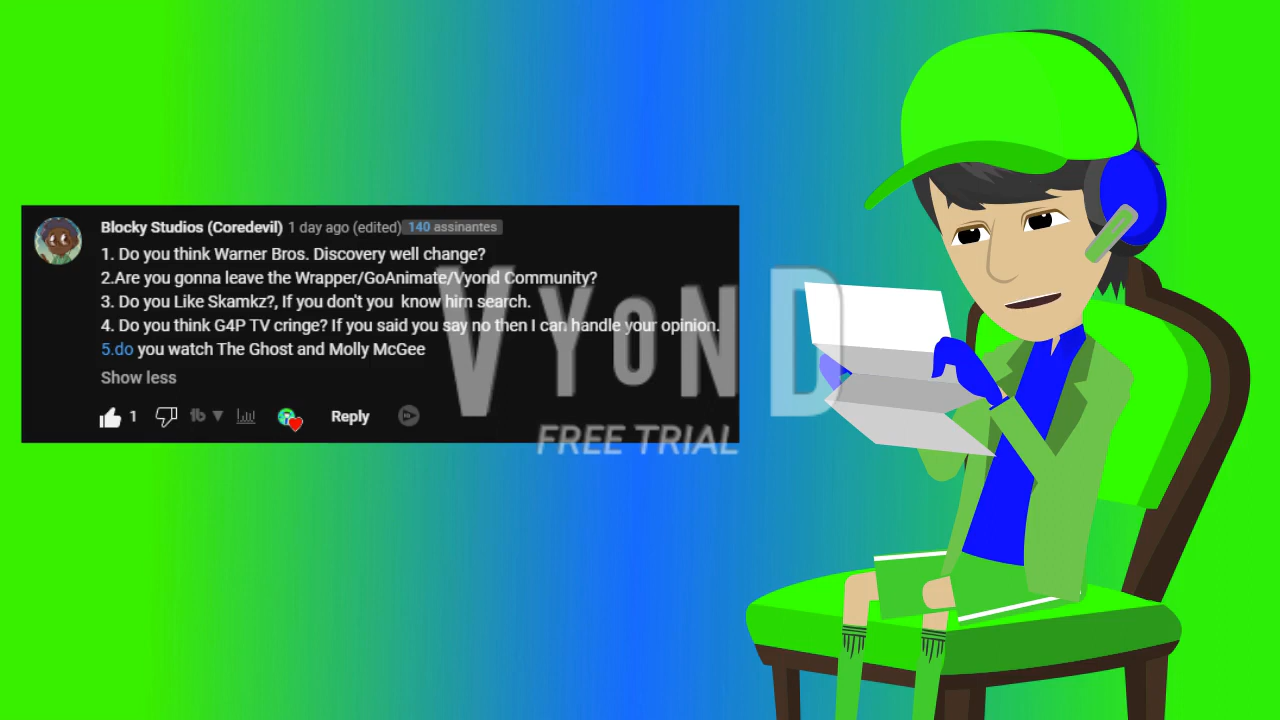 Blocky Studios (Coredevil) 1 day ago (edited) 140 assinantes
1. Do you think Warner Bros. Discovery well change?
2.Are you gonna leave the Wrapper/GoAnimate/Vyond Community?
3. Do you Like Skamkz?, If you don't you know him search.
4. Do you think G4P TV cringe? If you said you say no then I can handle your opinion.
5.do you watch The Ghost and Molly McGee
Show less
1 Reply
VYOND
FREE TRIAL